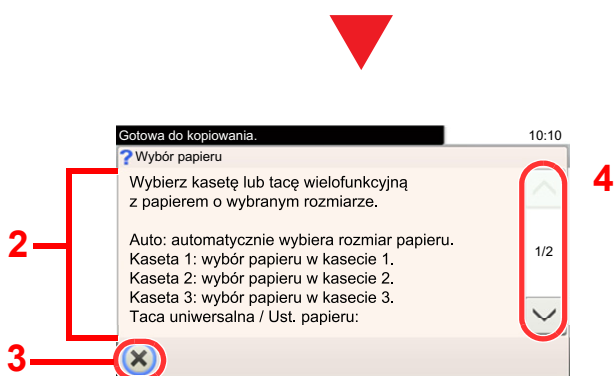 Gotowa do kopiowania. 10:10
? Wybór papieru
Wybierz kasetę lub tacę wielofunkcyjną
z papierem o wybranym rozmiarze.
Auto: automatycznie wybiera rozmiar papieru.
Kaseta 1: wybór papieru w kasecie 1.
Kaseta 2: wybór papieru w kasecie 2.
Kaseta 3: wybór papieru w kasecie 3.
Taca uniwersalna / Ust. papieru:
1/2
2
3
4